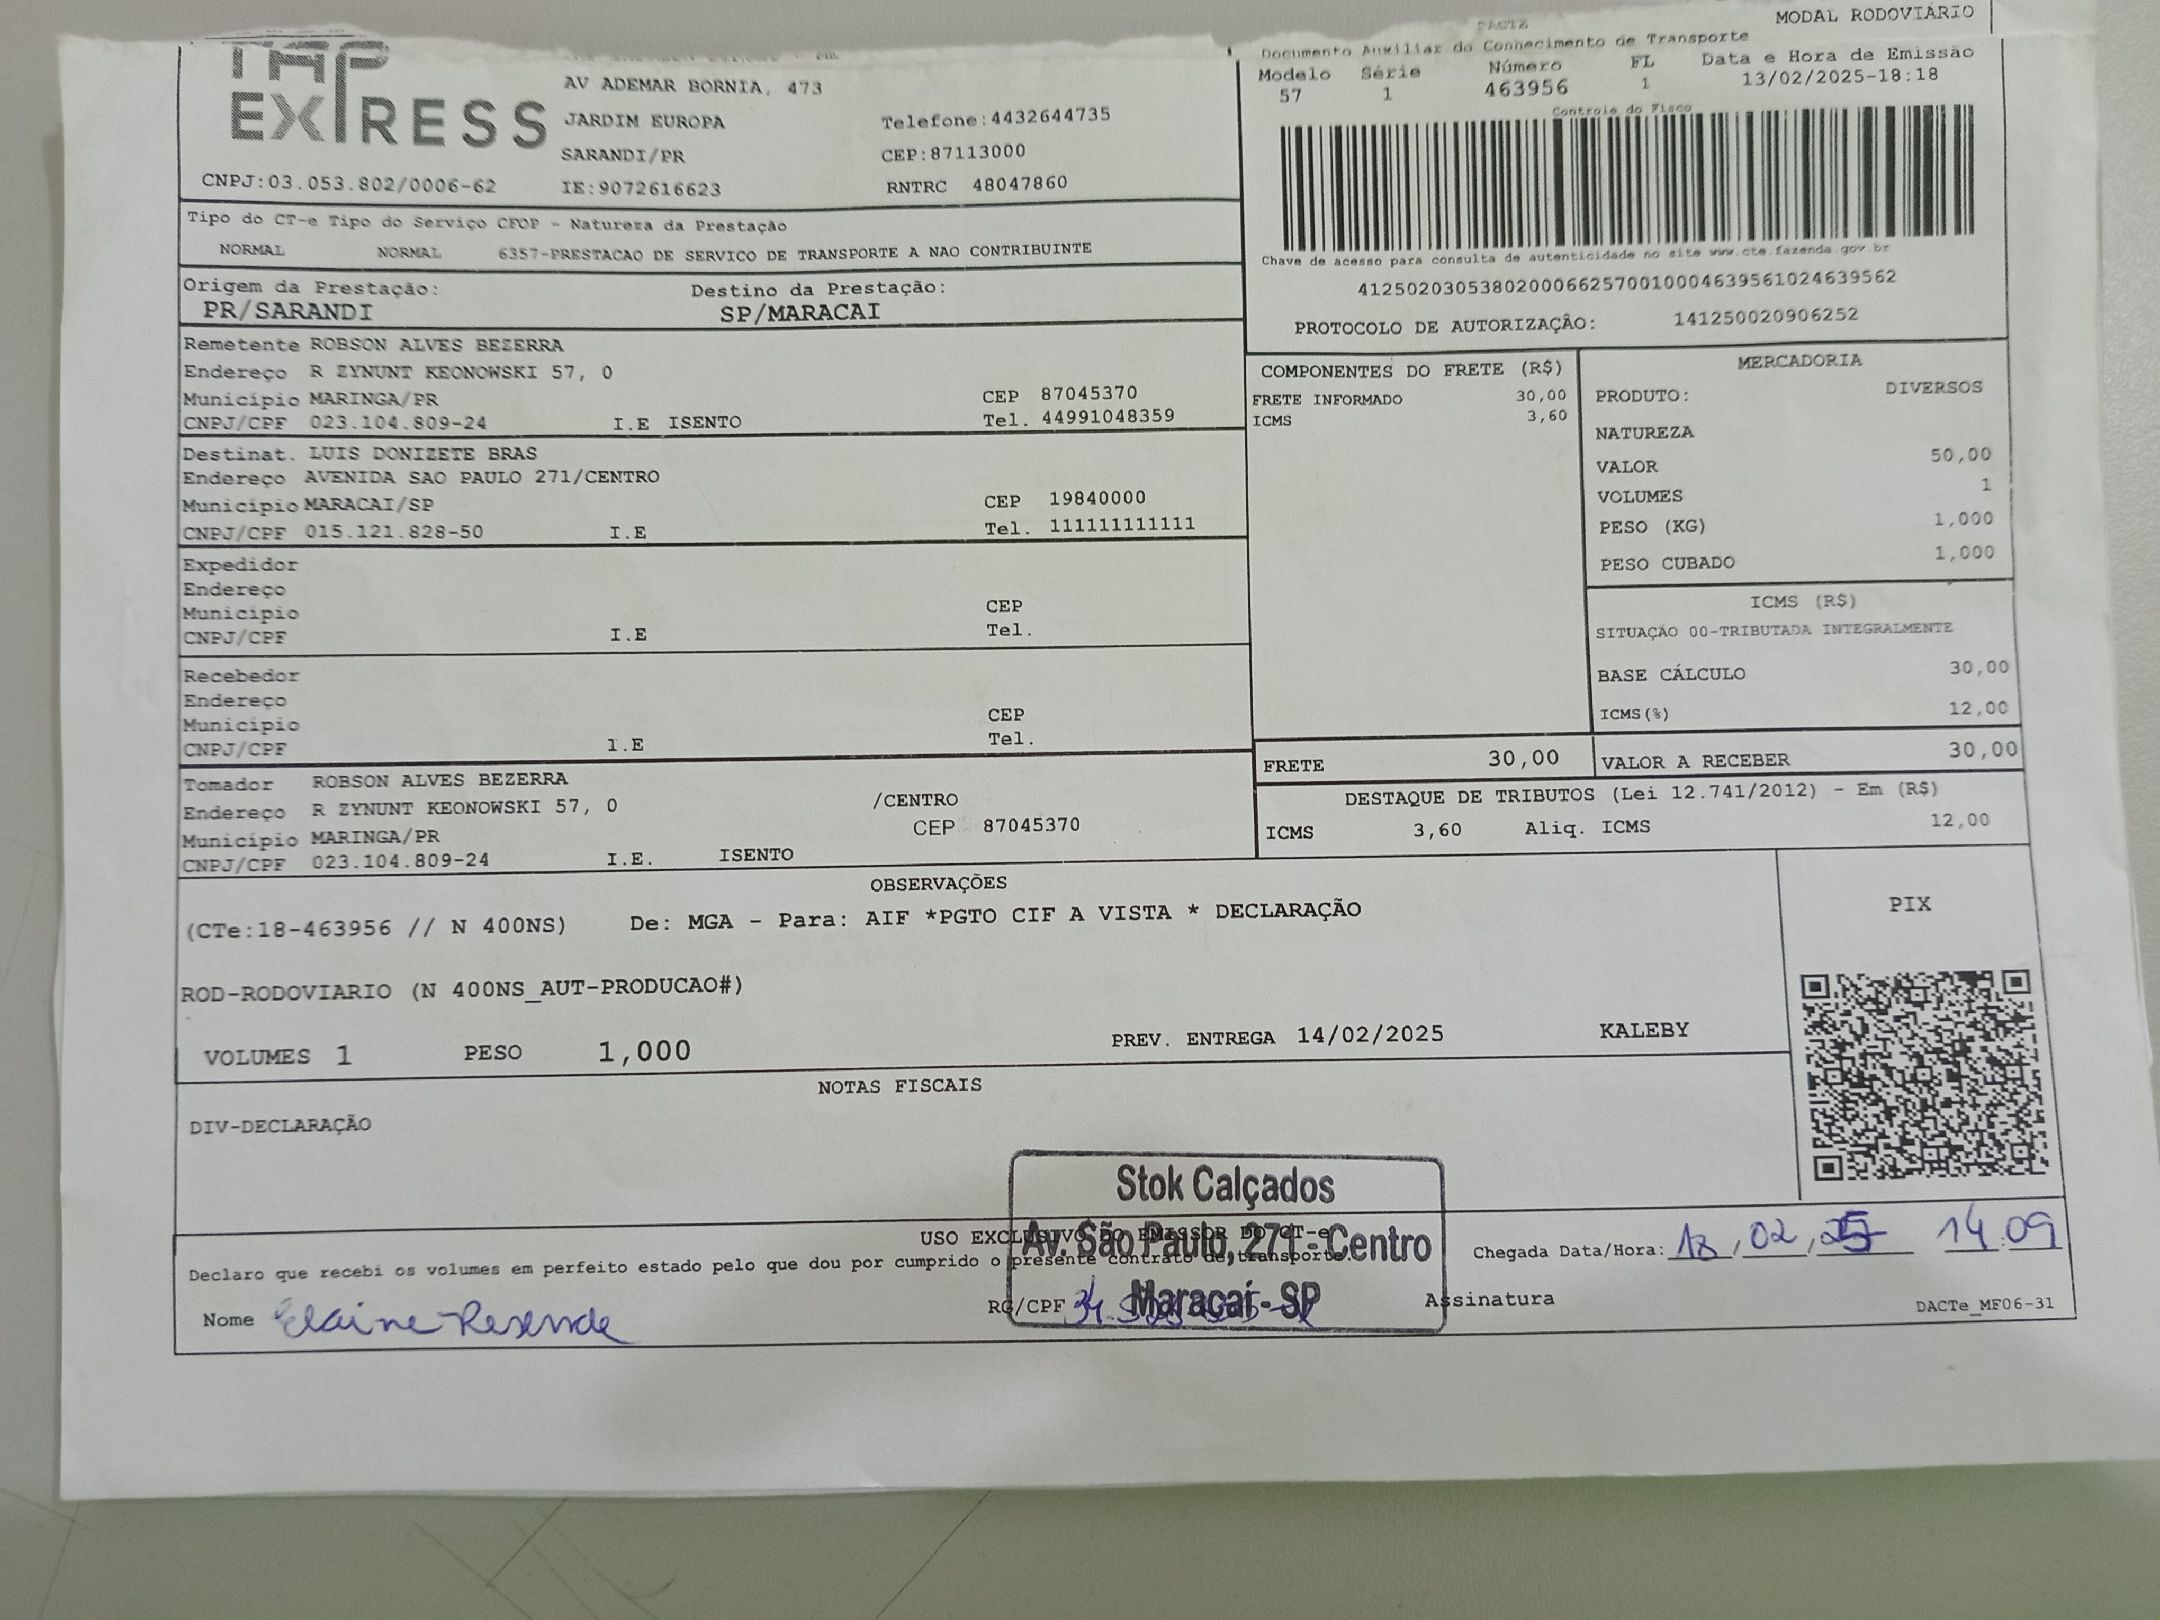 MODAL RODOVIÁRIO
TAP
EXPRESS
AV ADEMAR BORNIA, 473
JARDIM EUROPA Telefone:4432644735
SARANDI/PR CEP:87113000
CNPJ:03.053.802/0006-62 IE:9072616623 RNTRC 48047860
Documento Auxiliar do Conhecimento de Transporte
Modelo Série Número FL Data e Hora de Emissão
57 1 463956 1 13/02/2025-18:18
Controle do Fisco
Chave de acesso para consulta de autenticidade no site www.cte.fazenda.gov.br
41250203053802000662570010004639561024639562
PROTOCOLO DE AUTORIZAÇÃO: 141250020906252
Tipo do CT-e Tipo do Serviço CFOP - Natureza da Prestação
NORMAL NORMAL 6357-PRESTACAO DE SERVICO DE TRANSPORTE A NAO CONTRIBUINTE
Origem da Prestação: Destino da Prestação:
PR/SARANDI SP/MARACAI
Remetente ROBSON ALVES BEZERRA
Endereço R ZYNUNT KEONOWSKI 57, 0
Município MARINGA/PR CEP 87045370
CNPJ/CPF 023.104.809-24 I.E ISENTO Tel. 44991048359
Destinat. LUIS DONIZETE BRAS
Endereço AVENIDA SAO PAULO 271/CENTRO
Município MARACAI/SP CEP 19840000
CNPJ/CPF 015.121.828-50 I.E Tel. 111111111111
Expedidor
Endereço
Município CEP
CNPJ/CPF I.E Tel.
Recebedor
Endereço
Município CEP
CNPJ/CPF I.E Tel.
Tomador ROBSON ALVES BEZERRA
Endereço R ZYNUNT KEONOWSKI 57, 0 /CENTRO
Município MARINGA/PR CEP 87045370
CNPJ/CPF 023.104.809-24 I.E. ISENTO
COMPONENTES DO FRETE (R$)
FRETE INFORMADO 30,00
ICMS 3,60
MERCADORIA
PRODUTO: DIVERSOS
NATUREZA
VALOR 50,00
VOLUMES 1
PESO (KG) 1,000
PESO CUBADO 1,000
ICMS (R$)
SITUAÇÃO 00-TRIBUTADA INTEGRALMENTE
BASE CÁLCULO 30,00
ICMS(%) 12,00
FRETE 30,00 VALOR A RECEBER 30,00
DESTAQUE DE TRIBUTOS (Lei 12.741/2012) - Em (R$)
ICMS 3,60 Aliq. ICMS 12,00
OBSERVAÇÕES
(CTe:18-463956 // N 400NS) De: MGA - Para: AIF *PGTO CIF A VISTA * DECLARAÇÃO
ROD-RODOVIARIO (N 400NS_AUT-PRODUCAO#)
VOLUMES 1 PESO 1,000 PREV. ENTREGA 14/02/2025 KALEBY
PIX
NOTAS FISCAIS
DIV-DECLARAÇÃO
Stok Calçados
Av. São Paulo, 271 - Centro
Maracaí - SP
USO EXCLUSIVO DO EMISSOR DO CT-e
Declaro que recebi os volumes em perfeito estado pelo que dou por cumprido o presente contrato de transporte.
Chegada Data/Hora: 18,02,25 14:09
Nome Elaine Resende RG/CPF Assinatura
DACTe_MF06-31